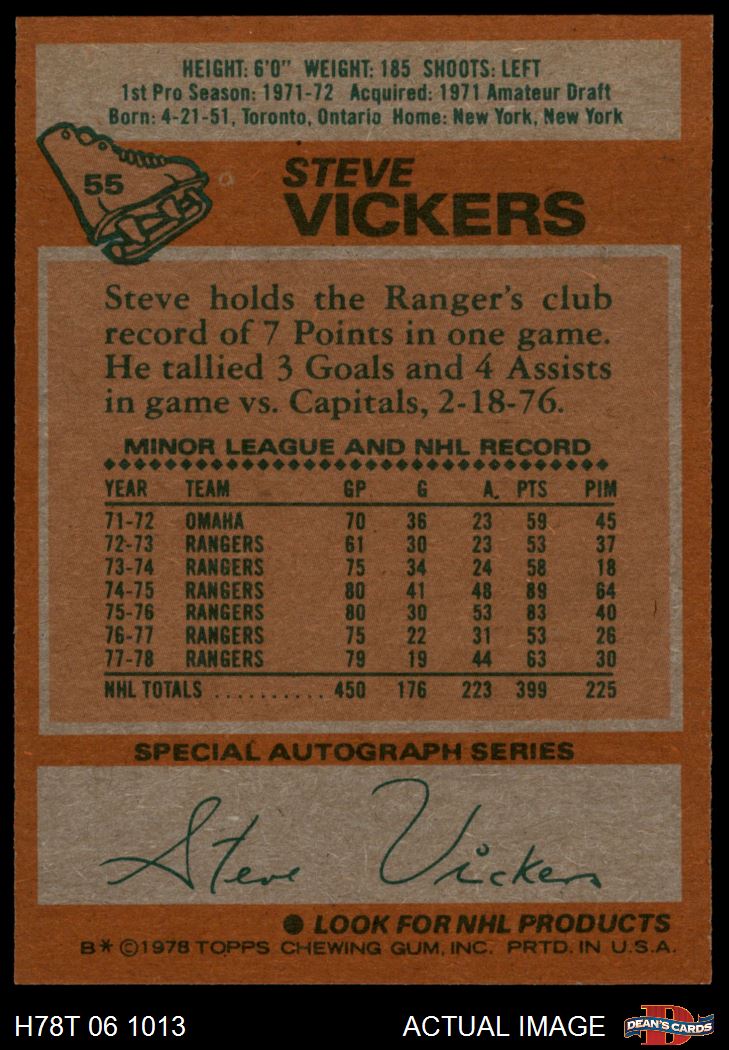 HEIGHT: 6'0" WEIGHT: 185 SHOOTS: LEFT
1st Pro Season: 1971-72 Acquired: 1971 Amateur Draft
Born: 4-21-51, Toronto, Ontario Home: New York, New York
55
STEVE
VICKERS
Steve holds the Ranger's club
record of 7 Points in one game.
He tallied 3 Goals and 4 Assists
in game vs. Capitals, 2-18-76.
MINOR LEAGUE AND NHL RECORD
YEAR TEAM GP G A. PTS PIM
71-72 OMAHA 70 36 23 59 45
72-73 RANGERS 61 30 23 53 37
73-74 RANGERS 75 34 24 58 18
74-75 RANGERS 80 41 48 89 64
75-76 RANGERS 80 30 53 83 40
76-77 RANGERS 75 22 31 53 26
77-78 RANGERS 79 19 44 63 30
NHL TOTALS .......... 450 176 223 399 225
SPECIAL AUTOGRAPH SERIES
Steve Vickers
● LOOK FOR NHL PRODUCTS
B* ©1978 TOPPS CHEWING GUM, INC. PRTD. IN U.S.A.
H78T 06 1013 ACTUAL IMAGE D DEAN'S CARDS